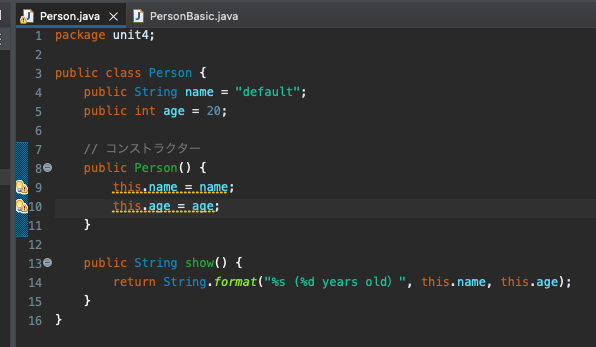 Person.java
PersonBasic.java
1 package unit4;
2
3 public class Person {
4     public String name = "default";
5     public int age = 20;
6
7     // コンストラクター
8     public Person() {
9         this.name = name;
10         this.age = age;
11     }
12
13     public String show() {
14         return String.format("%s (%d years old）", this.name, this.age);
15     }
16 }